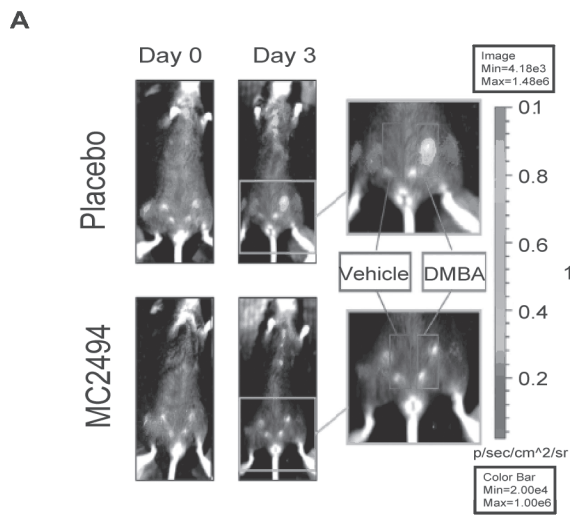 A
Day 0
Day 3
Placebo
MC2494
Vehicle
DMBA
Image
Min=4.18e3
Max=1.48e6
0.1
0.8
0.6
0.4
0.2
1
p/sec/cm^2/sr
Color Bar
Min=2.00e4
Max=1.00e6